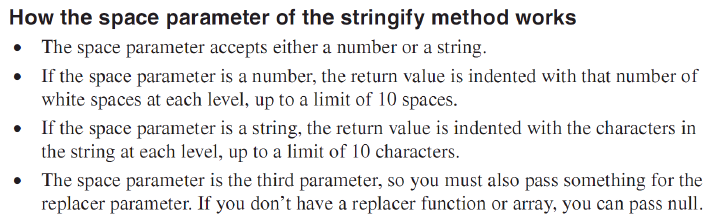 How the space parameter of the stringify method works
• The space parameter accepts either a number or a string.
• If the space parameter is a number, the return value is indented with that number of
white spaces at each level, up to a limit of 10 spaces.
• If the space parameter is a string, the return value is indented with the characters in
the string at each level, up to a limit of 10 characters.
• The space parameter is the third parameter, so you must also pass something for the
replacer parameter. If you don’t have a replacer function or array, you can pass null.